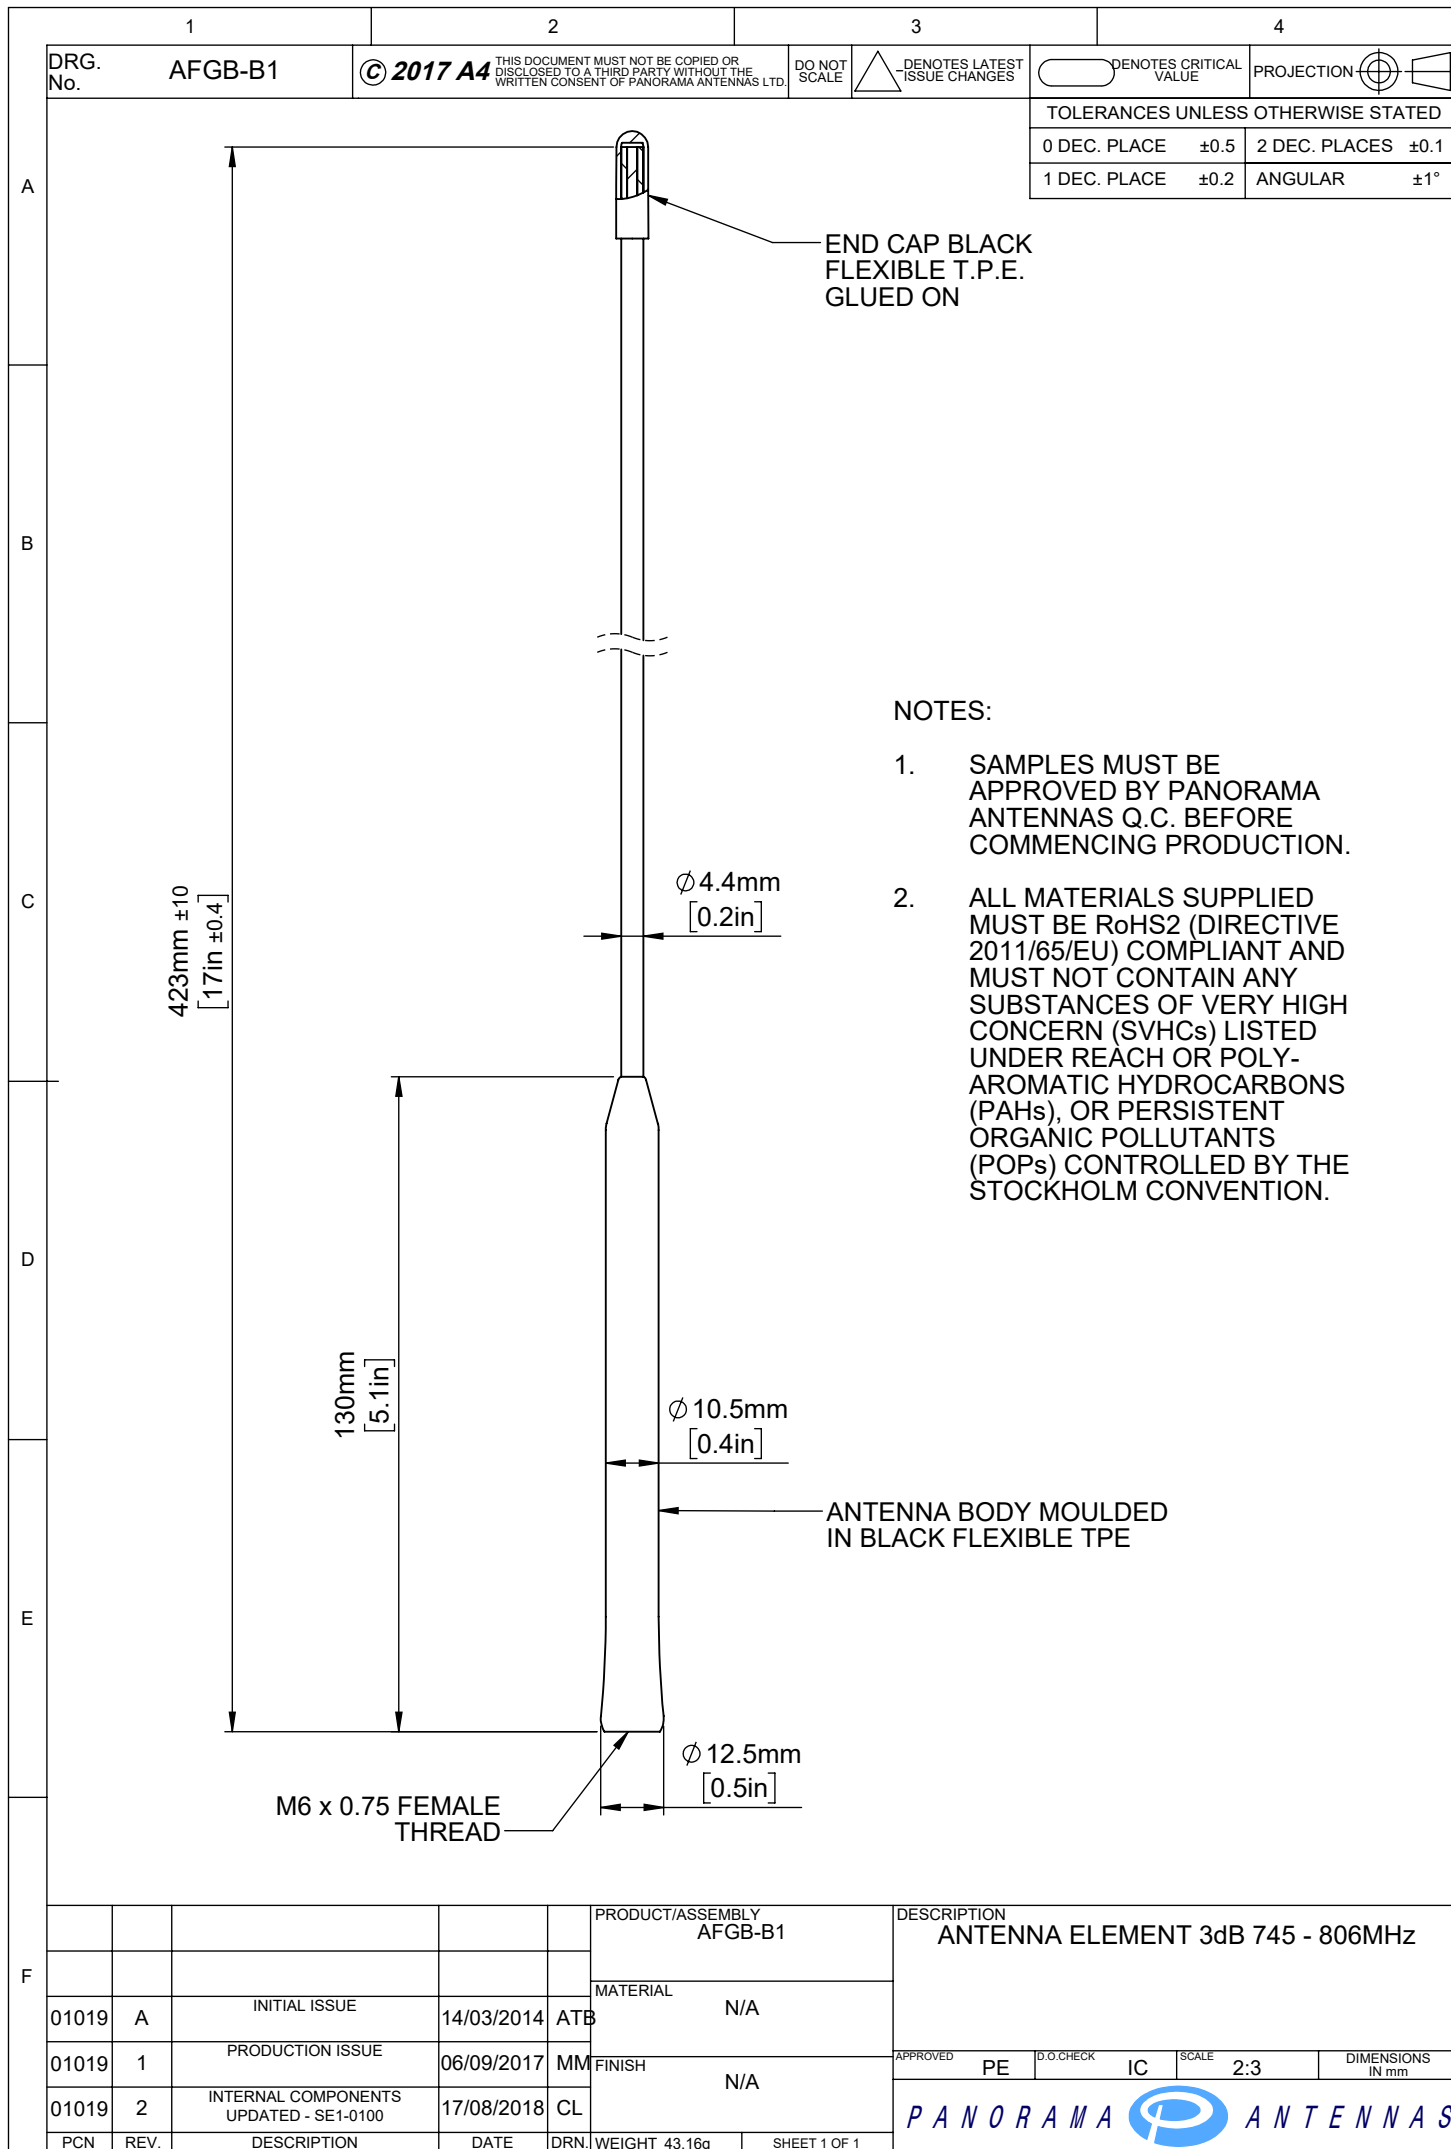 1 2 3 4
DRG.
No.
AFGB-B1
© 2017 A4
THIS DOCUMENT MUST NOT BE COPIED OR
DISCLOSED TO A THIRD PARTY WITHOUT THE
WRITTEN CONSENT OF PANORAMA ANTENNAS LTD.
DO NOT
SCALE
DENOTES LATEST
ISSUE CHANGES
DENOTES CRITICAL
VALUE
PROJECTION
TOLERANCES UNLESS OTHERWISE STATED
0 DEC. PLACE ±0.5 2 DEC. PLACES ±0.1
1 DEC. PLACE ±0.2 ANGULAR ±1°
A
END CAP BLACK
FLEXIBLE T.P.E.
GLUED ON
B
NOTES:
1. SAMPLES MUST BE
APPROVED BY PANORAMA
ANTENNAS Q.C. BEFORE
COMMENCING PRODUCTION.
2. ALL MATERIALS SUPPLIED
MUST BE RoHS2 (DIRECTIVE
2011/65/EU) COMPLIANT AND
MUST NOT CONTAIN ANY
SUBSTANCES OF VERY HIGH
CONCERN (SVHCs) LISTED
UNDER REACH OR POLY-
AROMATIC HYDROCARBONS
(PAHs), OR PERSISTENT
ORGANIC POLLUTANTS
(POPs) CONTROLLED BY THE
STOCKHOLM CONVENTION.
C
423mm ±10
[17in ±0.4]
⌀4.4mm
[0.2in]
D
130mm
[5.1in]
⌀10.5mm
[0.4in]
ANTENNA BODY MOULDED
IN BLACK FLEXIBLE TPE
E
⌀12.5mm
[0.5in]
M6 x 0.75 FEMALE
THREAD
F
PRODUCT/ASSEMBLY
AFGB-B1
DESCRIPTION
ANTENNA ELEMENT 3dB 745 - 806MHz
MATERIAL
N/A
FINISH
N/A
01019 A INITIAL ISSUE 14/03/2014 ATB
01019 1 PRODUCTION ISSUE 06/09/2017 MM
01019 2 INTERNAL COMPONENTS
UPDATED - SE1-0100 17/08/2018 CL
PCN REV. DESCRIPTION DATE DRN.
WEIGHT 43.16g
SHEET 1 OF 1
APPROVED PE
D.O.CHECK IC
SCALE 2:3
DIMENSIONS
IN mm
PANORAMA ANTENNAS